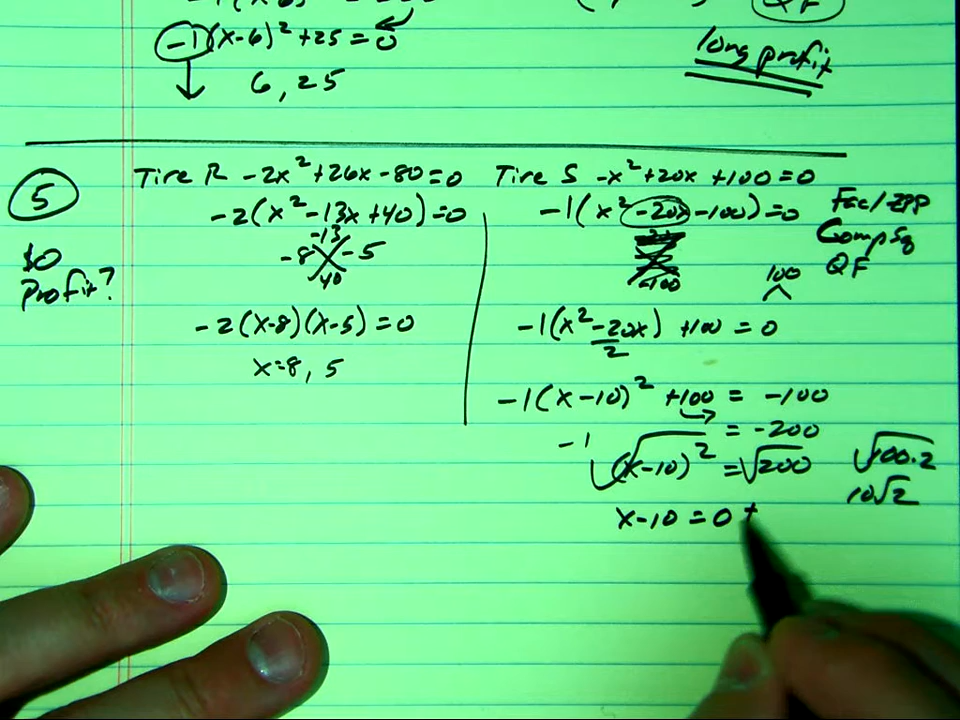 -1(x-6)² +25 = 0
6, 25
QF
long profit
5
$0
Profit?
Tire R -2x²+26x-80=0
-2(x²-13x+40)=0
-13
-8 -5
40
-2(x-8)(x-5)=0
x=8, 5
Tire S -x²+20x+100=0
-1(x²-20x-100)=0
-100
Fac/zpp
Comp Sq
QF
100
-1(x²-20x) +100 = 0
2
-1(x-10)² +100 = -100
= -200
-1
√(x-10)² = √200
√100·2
10√2
x-10 = 0 +